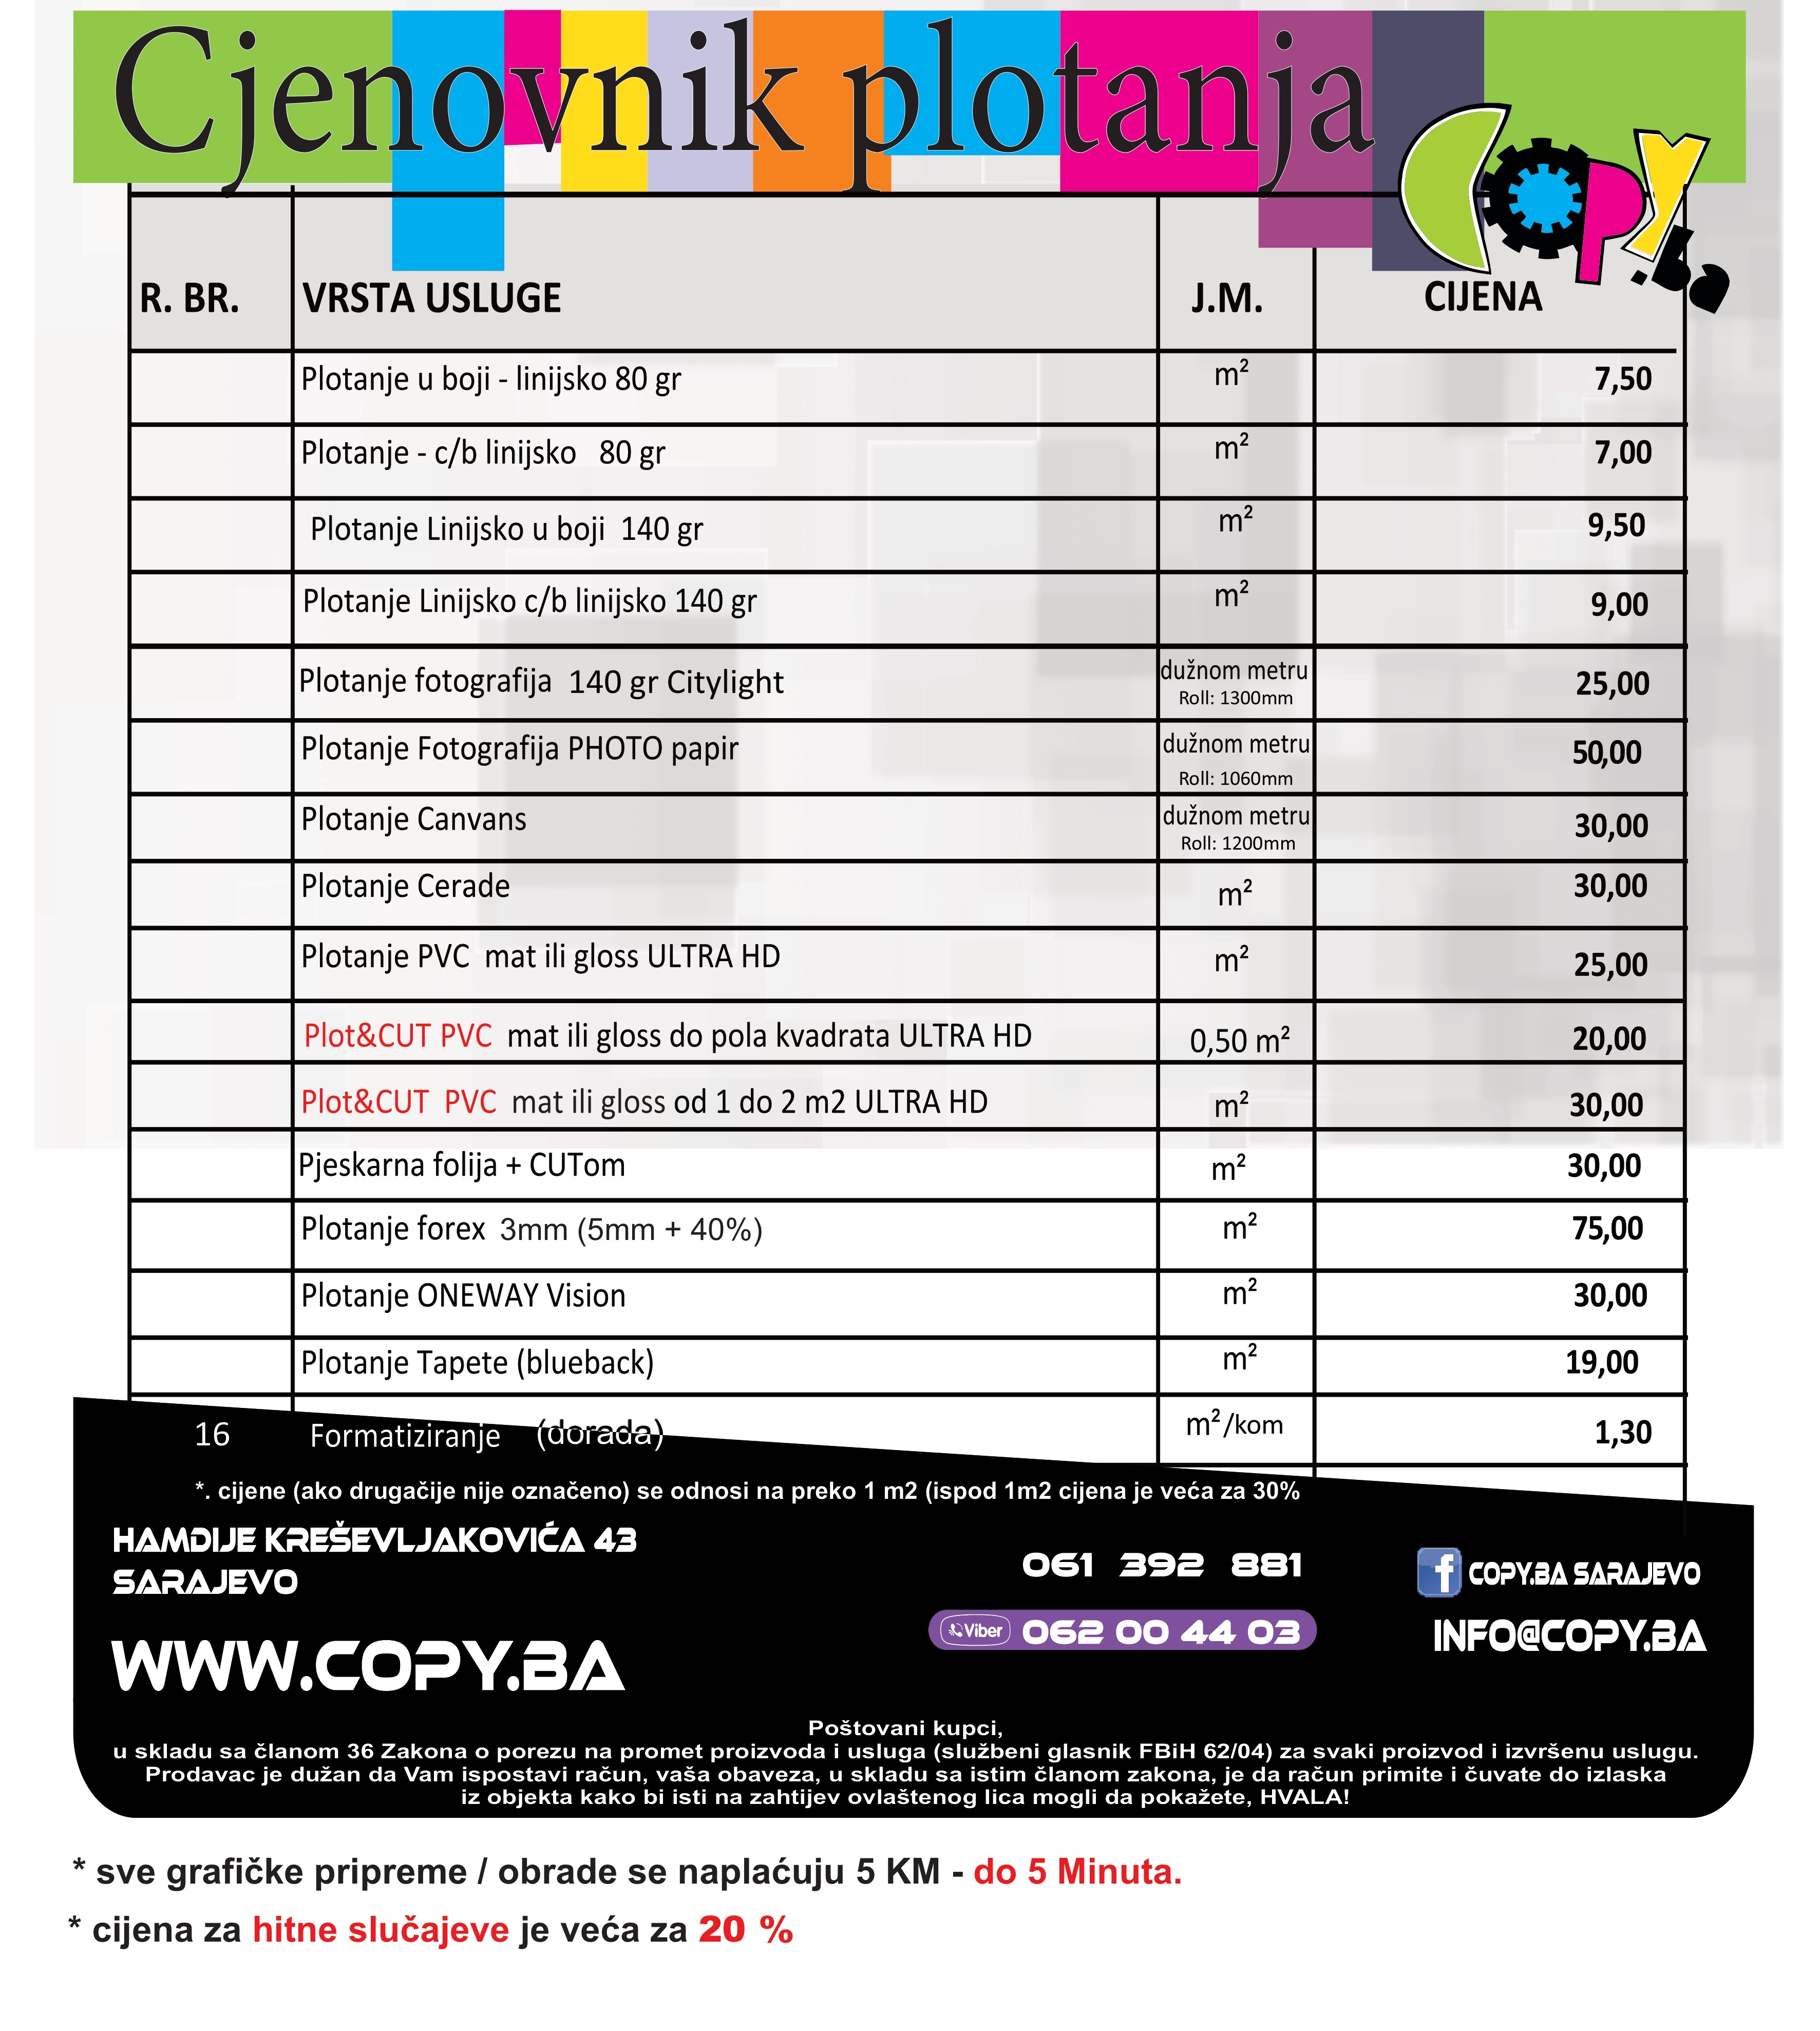 Cjenovnik plotanja
Copy.ba
R. BR. VRSTA USLUGE J.M. CIJENA
Plotanje u boji - linijsko 80 gr m² 7,50
Plotanje - c/b linijsko 80 gr m² 7,00
Plotanje Linijsko u boji 140 gr m² 9,50
Plotanje Linijsko c/b linijsko 140 gr m² 9,00
Plotanje fotografija 140 gr Citylight dužnom metru 25,00
Roll: 1300mm
Plotanje Fotografija PHOTO papir dužnom metru 50,00
Roll: 1060mm
Plotanje Canvans dužnom metru 30,00
Roll: 1200mm
Plotanje Cerade m² 30,00
Plotanje PVC mat ili gloss ULTRA HD m² 25,00
Plot&CUT PVC mat ili gloss do pola kvadrata ULTRA HD 0,50 m² 20,00
Plot&CUT PVC mat ili gloss od 1 do 2 m2 ULTRA HD m² 30,00
Pjeskarna folija + CUTom m² 30,00
Plotanje forex 3mm (5mm + 40%) m² 75,00
Plotanje ONEWAY Vision m² 30,00
Plotanje Tapete (blueback) m² 19,00
16 Formatiziranje (dorada) m²/kom 1,30
*. cijene (ako drugačije nije označeno) se odnosi na preko 1 m2 (ispod 1m2 cijena je veća za 30%
HAMDIJE KREŠEVLJAKOVIĆA 43
SARAJEVO
061 392 881
COPY.BA SARAJEVO
Viber 062 00 44 03
INFO@COPY.BA
WWW.COPY.BA
Poštovani kupci,
u skladu sa članom 36 Zakona o porezu na promet proizvoda i usluga (službeni glasnik FBiH 62/04) za svaki proizvod i izvršenu uslugu.
Prodavac je dužan da Vam ispostavi račun, vaša obaveza, u skladu sa istim članom zakona, je da račun primite i čuvate do izlaska
iz objekta kako bi isti na zahtijev ovlaštenog lica mogli da pokažete, HVALA!
* sve grafičke pripreme / obrade se naplaćuju 5 KM - do 5 Minuta.
* cijena za hitne slučajeve je veća za 20 %